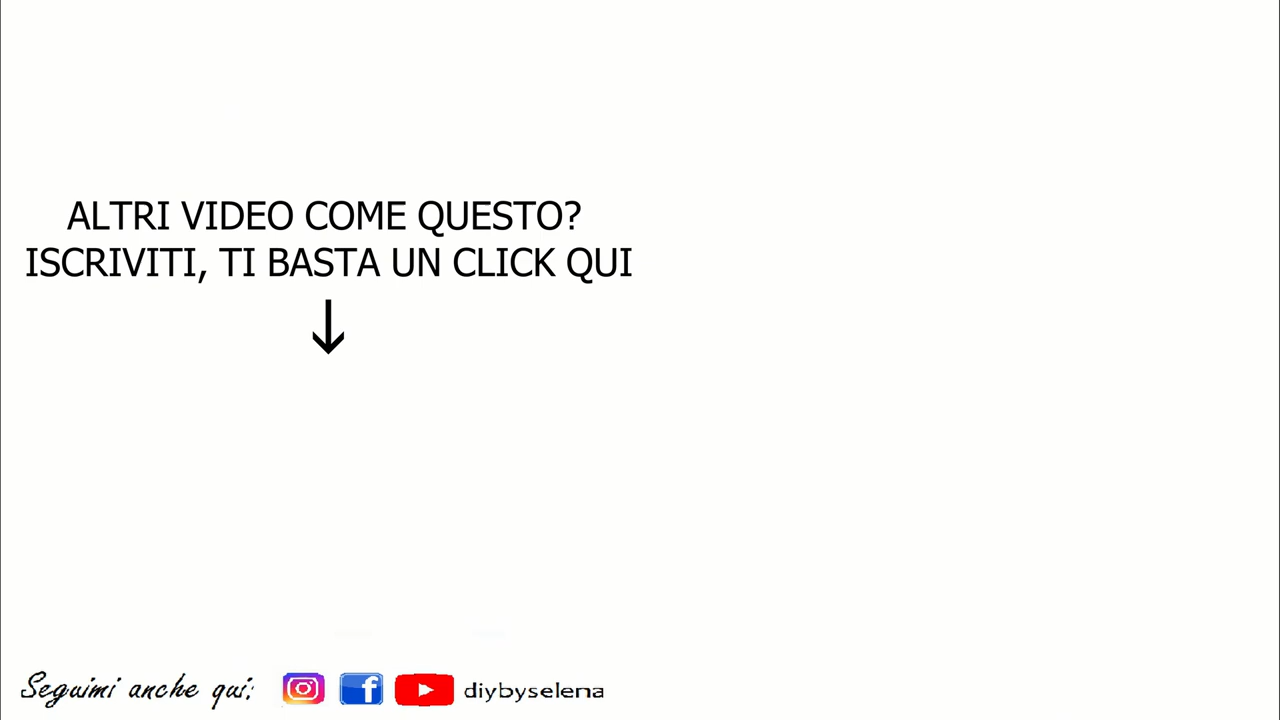 ALTRI VIDEO COME QUESTO?
ISCRIVITI, TI BASTA UN CLICK QUI
↓
Seguimi anche qui: diybyselena